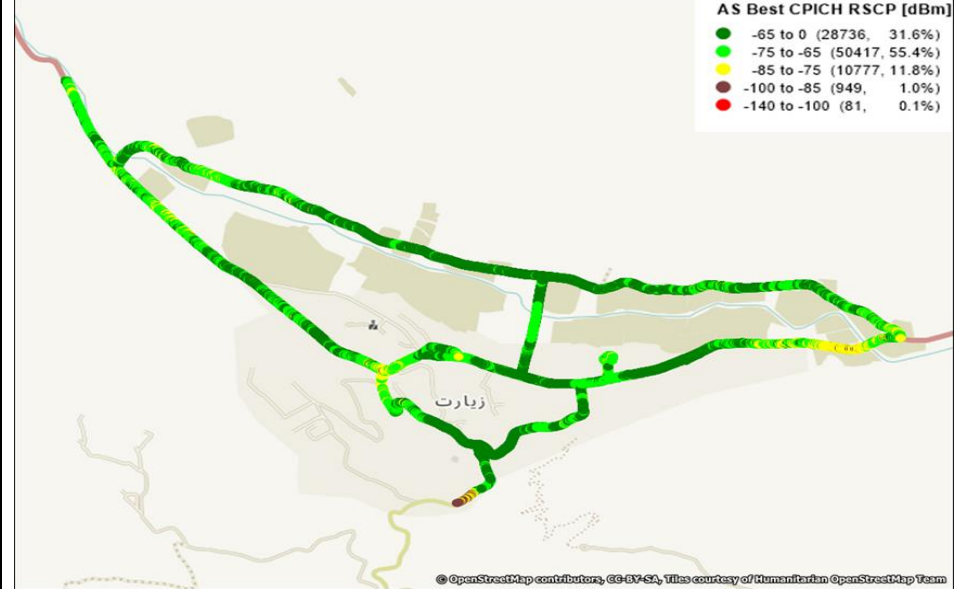 AS Best CPICH RSCP [dBm]
-65 to 0 (28736, 31.6%)
-75 to -65 (50417, 55.4%)
-85 to -75 (10777, 11.8%)
-100 to -85 (949, 1.0%)
-140 to -100 (81, 0.1%)
زيارت
© OpenStreetMap contributors, CC-BY-SA, Tiles courtesy of Humanitarian OpenStreetMap Team